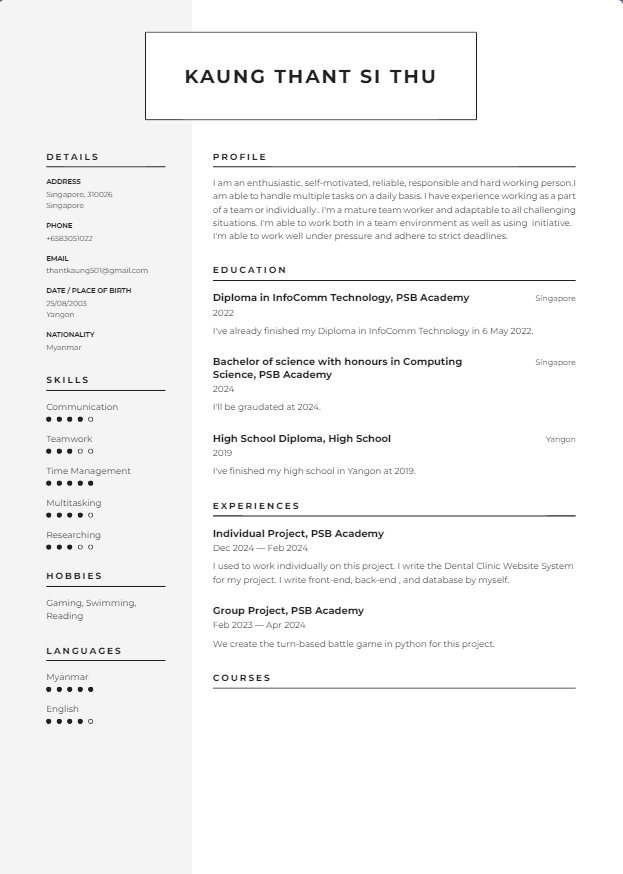 KAUNG THANT SI THU
DETAILS
ADDRESS
Singapore, 310026
Singapore
PHONE
+6583051022
EMAIL
thantkaung501@gmail.com
DATE / PLACE OF BIRTH
25/08/2003
Yangon
NATIONALITY
Myanmar
SKILLS
Communication
Teamwork
Time Management
Multitasking
Researching
HOBBIES
Gaming, Swimming,
Reading
LANGUAGES
Myanmar
English
PROFILE
I am an enthusiastic, self-motivated, reliable, responsible and hard working person.I
am able to handle multiple tasks on a daily basis. I have experience working as a part
of a team or individually . I'm a mature team worker and adaptable to all challenging
situations. I'm able to work both in a team environment as well as using  initiative.
I'm able to work well under pressure and adhere to strict deadlines.
EDUCATION
Diploma in InfoComm Technology, PSB Academy Singapore
2022
I've already finished my Diploma in InfoComm Technology in 6 May 2022.
Bachelor of science with honours in Computing Singapore
Science, PSB Academy
2024
I'll be graudated at 2024.
High School Diploma, High School Yangon
2019
I've finished my high school in Yangon at 2019.
EXPERIENCES
Individual Project, PSB Academy
Dec 2024 — Feb 2024
I used to work individually on this project. I write the Dental Clinic Website System
for my project. I write front-end, back-end , and database by myself.
Group Project, PSB Academy
Feb 2023 — Apr 2024
We create the turn-based battle game in python for this project.
COURSES